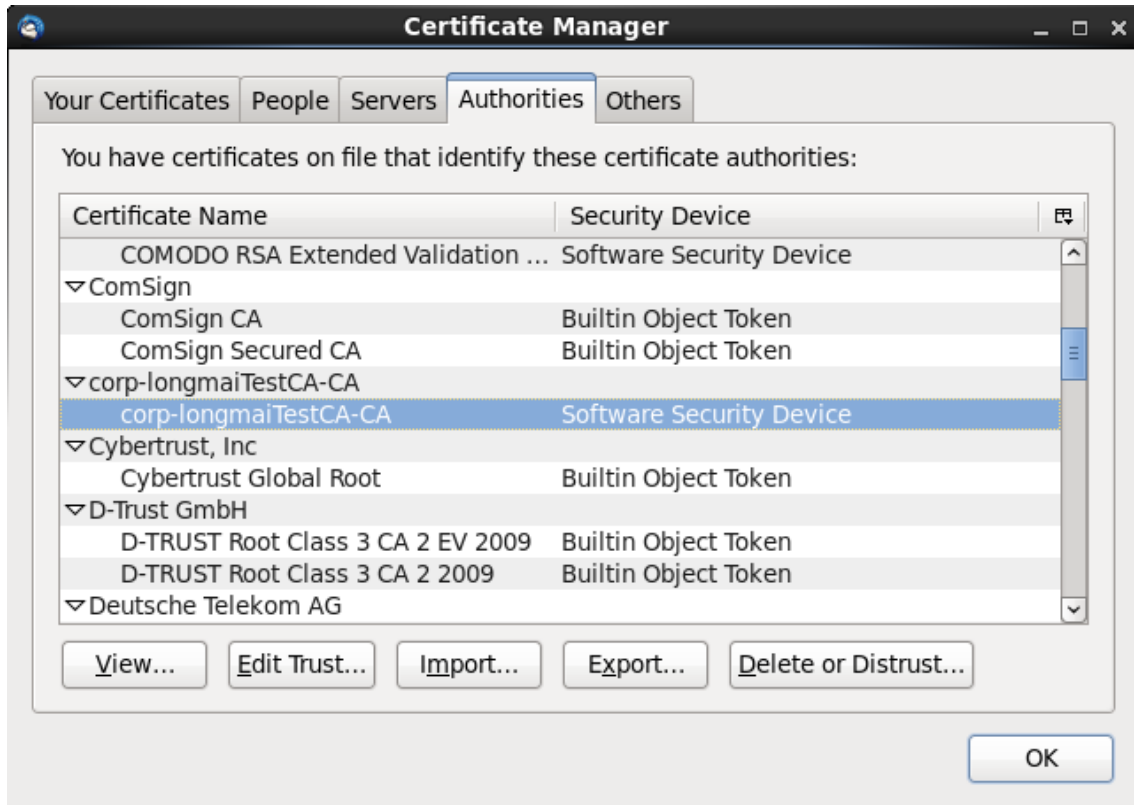 Certificate Manager
Your Certificates People Servers Authorities Others
You have certificates on file that identify these certificate authorities:
Certificate Name Security Device
COMODO RSA Extended Validation ... Software Security Device
ComSign
ComSign CA Builtin Object Token
ComSign Secured CA Builtin Object Token
corp-longmaiTestCA-CA
corp-longmaiTestCA-CA Software Security Device
Cybertrust, Inc
Cybertrust Global Root Builtin Object Token
D-Trust GmbH
D-TRUST Root Class 3 CA 2 EV 2009 Builtin Object Token
D-TRUST Root Class 3 CA 2 2009 Builtin Object Token
Deutsche Telekom AG
View... Edit Trust... Import... Export... Delete or Distrust...
OK